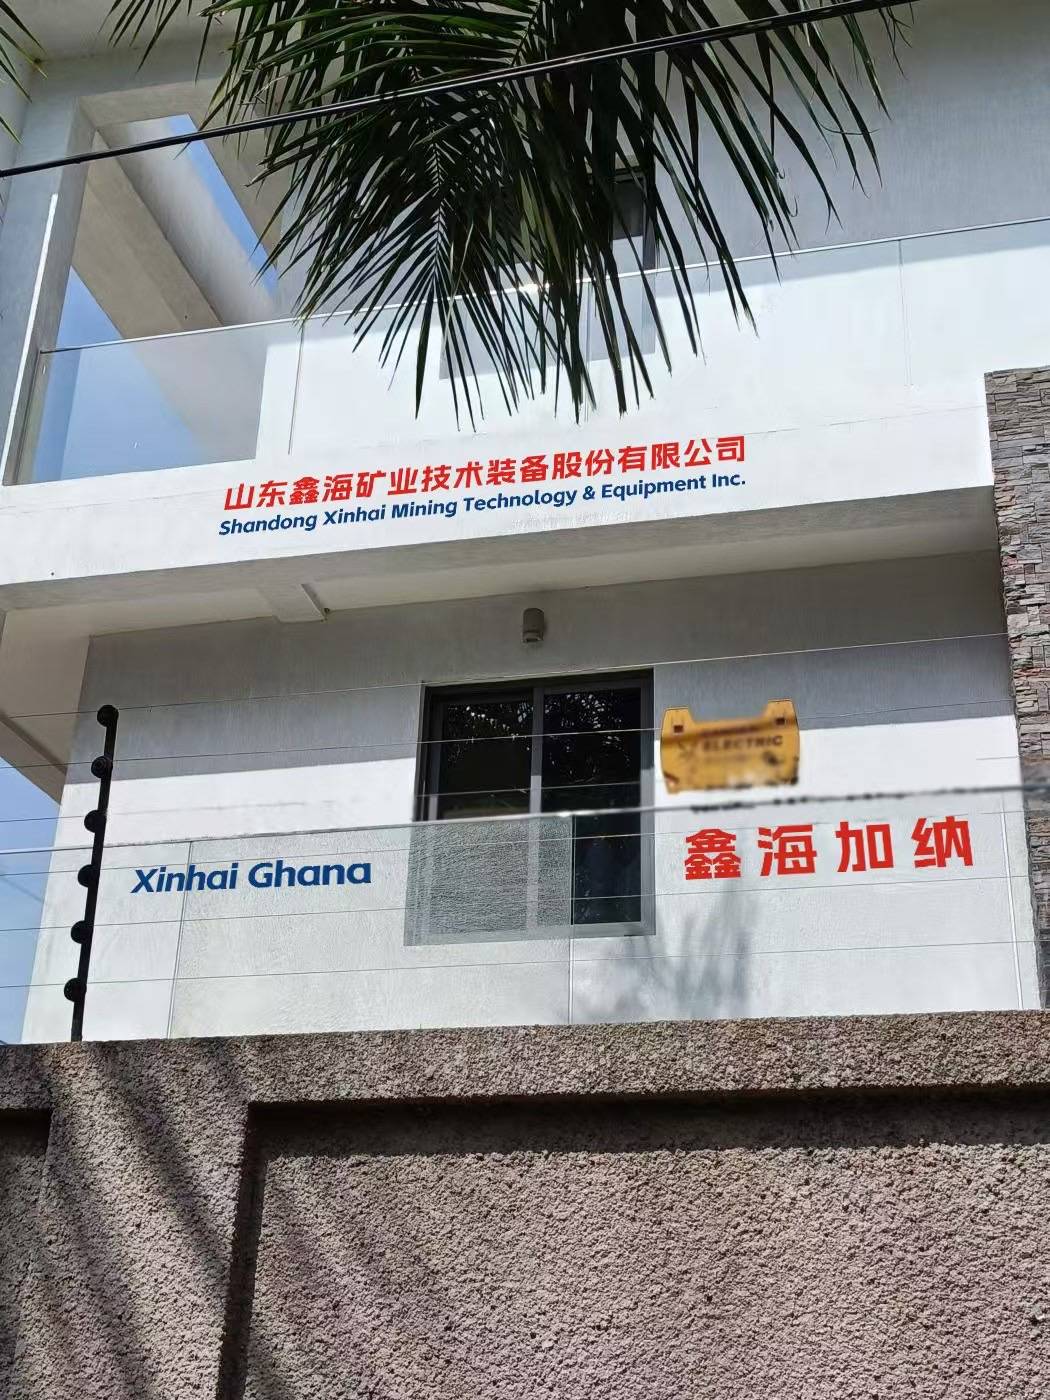 山东鑫海矿业技术装备股份有限公司
Shandong Xinhai Mining Technology & Equipment Inc.
ELECTRIC
Xinhai Ghana
鑫海加纳